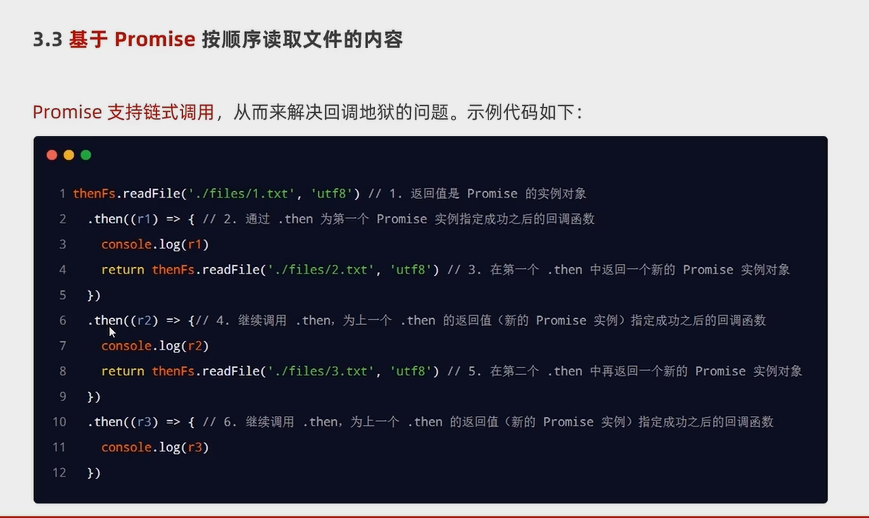 3.3 基于 Promise 按顺序读取文件的内容
Promise 支持链式调用，从而来解决回调地狱的问题。示例代码如下：
1 thenFs.readFile('./files/1.txt', 'utf8') // 1. 返回值是 Promise 的实例对象
2 .then((r1) => { // 2. 通过 .then 为第一个 Promise 实例指定成功之后的回调函数
3 console.log(r1)
4 return thenFs.readFile('./files/2.txt', 'utf8') // 3. 在第一个 .then 中返回一个新的 Promise 实例对象
5 })
6 .then((r2) => {// 4. 继续调用 .then，为上一个 .then 的返回值（新的 Promise 实例）指定成功之后的回调函数
7 console.log(r2)
8 return thenFs.readFile('./files/3.txt', 'utf8') // 5. 在第二个 .then 中再返回一个新的 Promise 实例对象
9 })
10 .then((r3) => { // 6. 继续调用 .then，为上一个 .then 的返回值（新的 Promise 实例）指定成功之后的回调函数
11 console.log(r3)
12 })